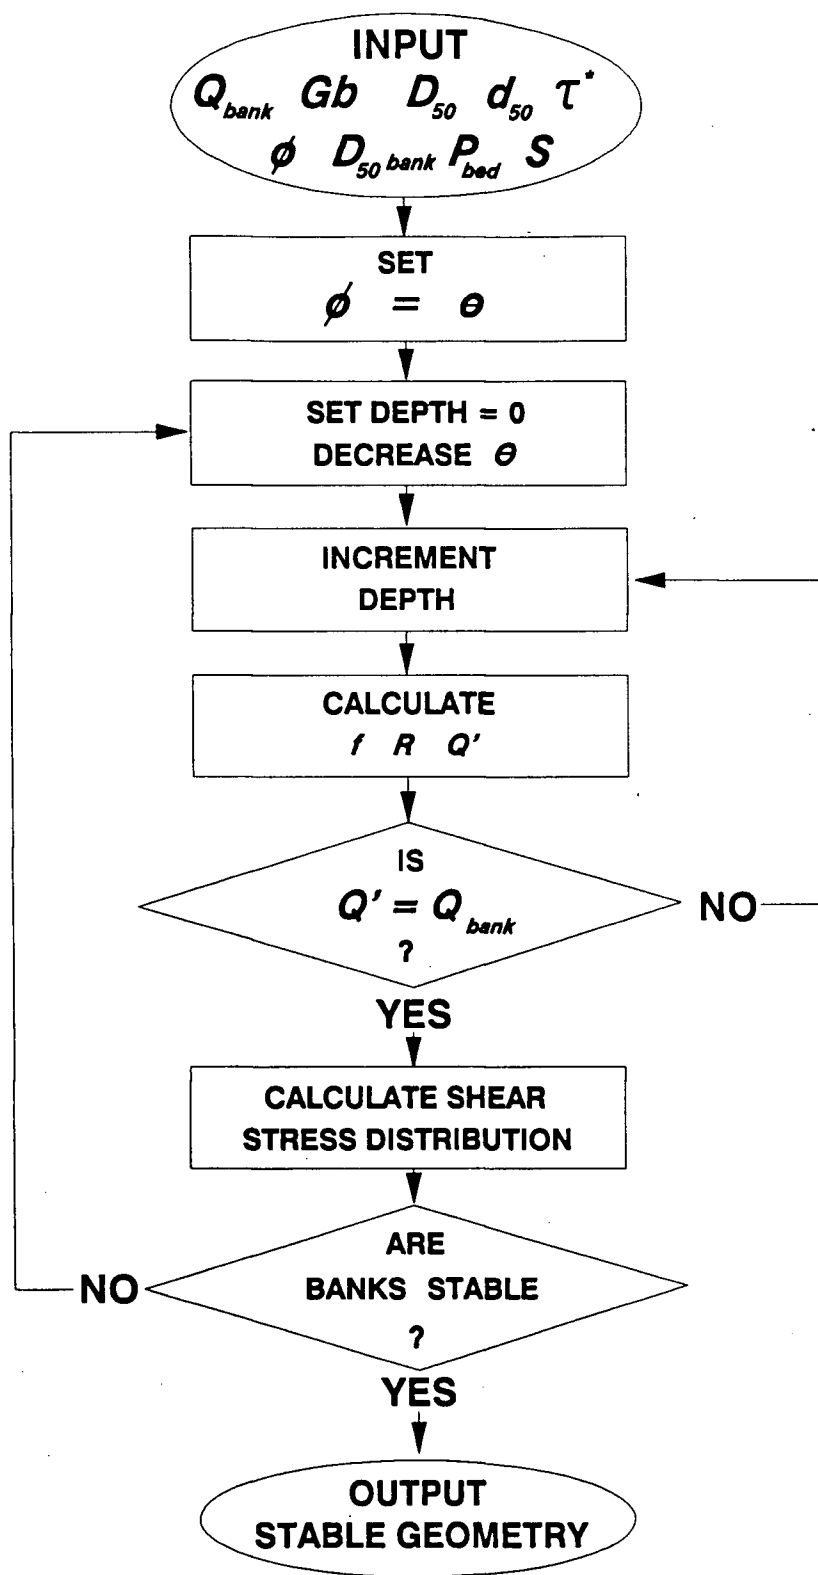 INPUT
Q_bank Gb D_50 d_50 τ*
ϕ D_50 bank P_bed S
SET
ϕ = θ
SET DEPTH = 0
DECREASE θ
INCREMENT
DEPTH
CALCULATE
f R Q'
IS
Q' = Q_bank
?
NO
YES
CALCULATE SHEAR
STRESS DISTRIBUTION
ARE
BANKS STABLE
?
NO
YES
OUTPUT
STABLE GEOMETRY